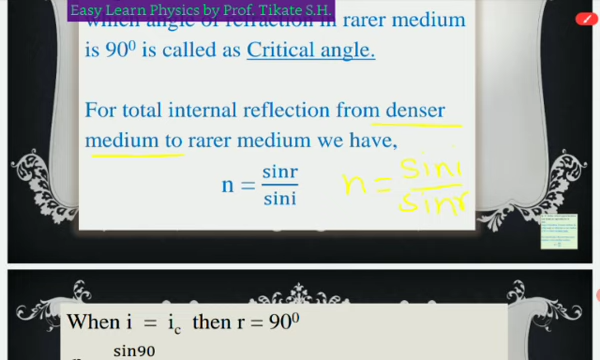 Easy Learn Physics by Prof. Tikate S.H.
when angle of refraction in rarer medium
is 90⁰ is called as Critical angle.
For total internal reflection from denser
medium to rarer medium we have,
n = sinr/sini
n = sini/sinr
When i = i_c then r = 90⁰
sin90